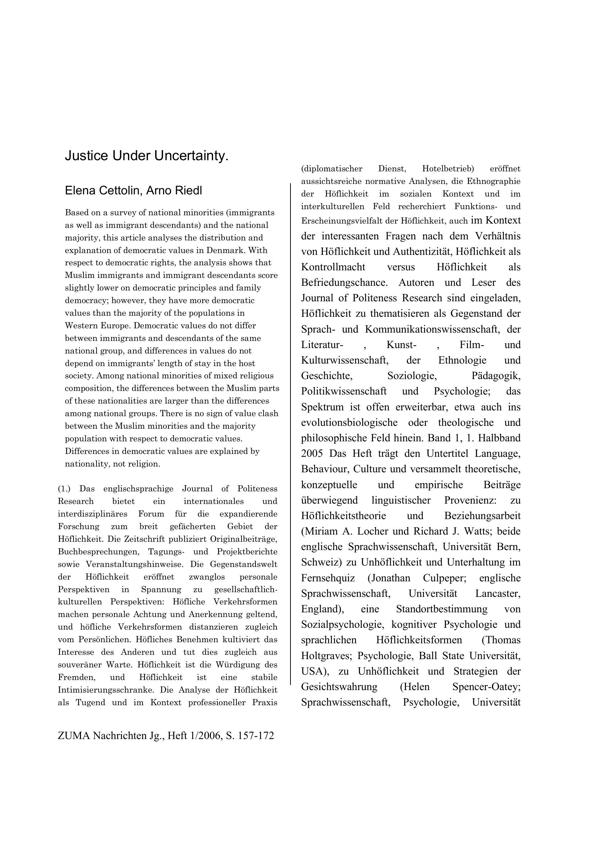 Justice Under Uncertainty.
Elena Cettolin, Arno Riedl
Based on a survey of national minorities (immigrants
as well as immigrant descendants) and the national
majority, this article analyses the distribution and
explanation of democratic values in Denmark. With
respect to democratic rights, the analysis shows that
Muslim immigrants and immigrant descendants score
slightly lower on democratic principles and family
democracy; however, they have more democratic
values than the majority of the populations in
Western Europe. Democratic values do not differ
between immigrants and descendants of the same
national group, and differences in values do not
depend on immigrants' length of stay in the host
society. Among national minorities of mixed religious
composition, the differences between the Muslim parts
of these nationalities are larger than the differences
among national groups. There is no sign of value clash
between the Muslim minorities and the majority
population with respect to democratic values.
Differences in democratic values are explained by
nationality, not religion.
(1.) Das englischsprachige Journal of Politeness
Research bietet ein internationales und
interdisziplinäres Forum für die expandierende
Forschung zum breit gefächerten Gebiet der
Höflichkeit. Die Zeitschrift publiziert Originalbeiträge,
Buchbesprechungen, Tagungs- und Projektberichte
sowie Veranstaltungshinweise. Die Gegenstandswelt
der Höflichkeit eröffnet zwanglos personale
Perspektiven in Spannung zu gesellschaftlich-
kulturellen Perspektiven: Höfliche Verkehrsformen
machen personale Achtung und Anerkennung geltend,
und höfliche Verkehrsformen distanzieren zugleich
vom Persönlichen. Höfliches Benehmen kultiviert das
Interesse des Anderen und tut dies zugleich aus
souveräner Warte. Höflichkeit ist die Würdigung des
Fremden, und Höflichkeit ist eine stabile
Intimisierungsschranke. Die Analyse der Höflichkeit
als Tugend und im Kontext professioneller Praxis
(diplomatischer Dienst, Hotelbetrieb) eröffnet
aussichtsreiche normative Analysen, die Ethnographie
der Höflichkeit im sozialen Kontext und im
interkulturellen Feld recherchiert Funktions- und
Erscheinungsvielfalt der Höflichkeit, auch im Kontext
der interessanten Fragen nach dem Verhältnis
von Höflichkeit und Authentizität, Höflichkeit als
Kontrollmacht versus Höflichkeit als
Befriedungschance. Autoren und Leser des
Journal of Politeness Research sind eingeladen,
Höflichkeit zu thematisieren als Gegenstand der
Sprach- und Kommunikationswissenschaft, der
Literatur- , Kunst- , Film- und
Kulturwissenschaft, der Ethnologie und
Geschichte, Soziologie, Pädagogik,
Politikwissenschaft und Psychologie; das
Spektrum ist offen erweiterbar, etwa auch ins
evolutionsbiologische oder theologische und
philosophische Feld hinein. Band 1, 1. Halbband
2005 Das Heft trägt den Untertitel Language,
Behaviour, Culture und versammelt theoretische,
konzeptuelle und empirische Beiträge
überwiegend linguistischer Provenienz: zu
Höflichkeitstheorie und Beziehungsarbeit
(Miriam A. Locher und Richard J. Watts; beide
englische Sprachwissenschaft, Universität Bern,
Schweiz) zu Unhöflichkeit und Unterhaltung im
Fernsehquiz (Jonathan Culpeper; englische
Sprachwissenschaft, Universität Lancaster,
England), eine Standortbestimmung von
Sozialpsychologie, kognitiver Psychologie und
sprachlichen Höflichkeitsformen (Thomas
Holtgraves; Psychologie, Ball State Universität,
USA), zu Unhöflichkeit und Strategien der
Gesichtswahrung (Helen Spencer-Oatey;
Sprachwissenschaft, Psychologie, Universität
ZUMA Nachrichten Jg., Heft 1/2006, S. 157-172